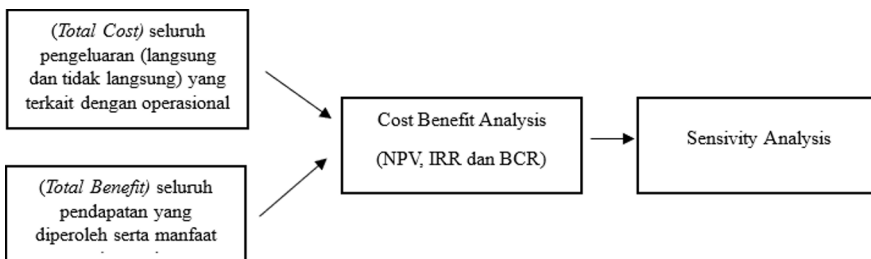 (Total Cost) seluruh
pengeluaran (langsung
dan tidak langsung) yang
terkait dengan operasional
Cost Benefit Analysis
(NPV, IRR dan BCR)
Sensivity Analysis
(Total Benefit) seluruh
pendapatan yang
diperoleh serta manfaat